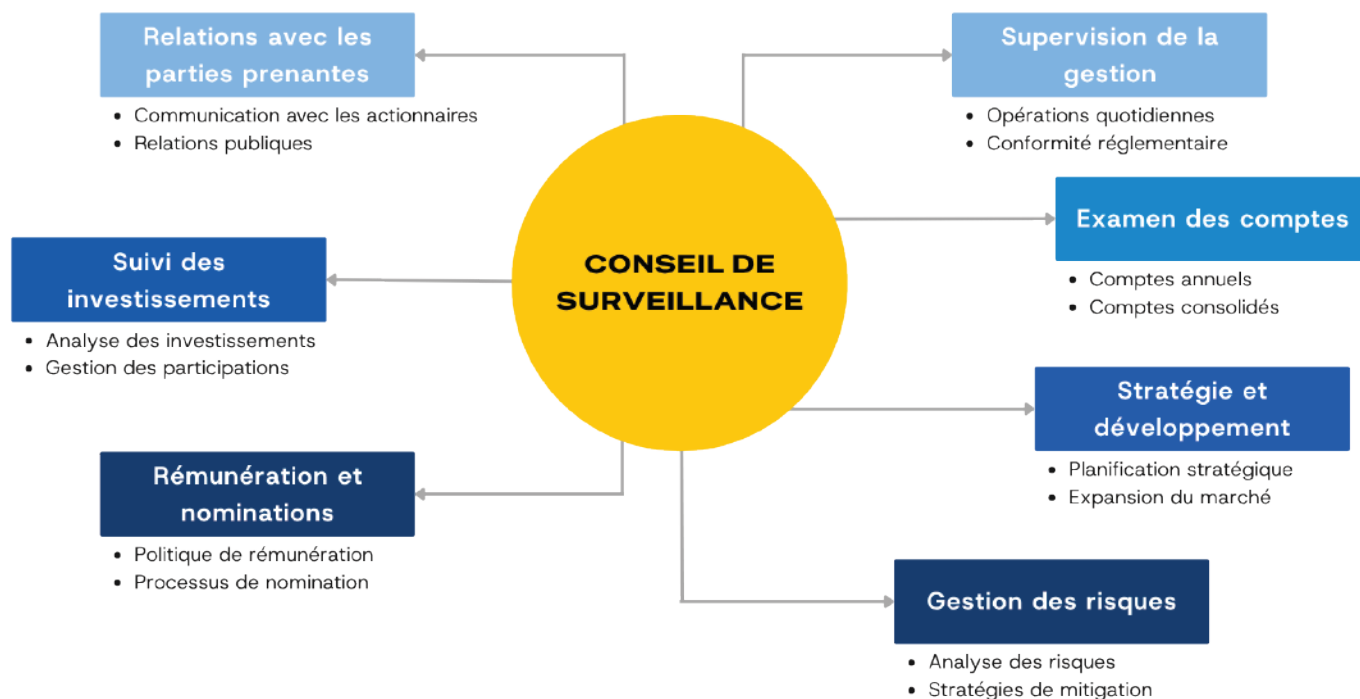 Relations avec les
parties prenantes
• Communication avec les actionnaires
• Relations publiques
Supervision de la
gestion
• Opérations quotidiennes
• Conformité réglementaire
Examen des comptes
• Comptes annuels
• Comptes consolidés
Suivi des
investissements
• Analyse des investissements
• Gestion des participations
CONSEIL DE
SURVEILLANCE
Stratégie et
développement
• Planification stratégique
• Expansion du marché
Rémunération et
nominations
• Politique de rémunération
• Processus de nomination
Gestion des risques
• Analyse des risques
• Stratégies de mitigation